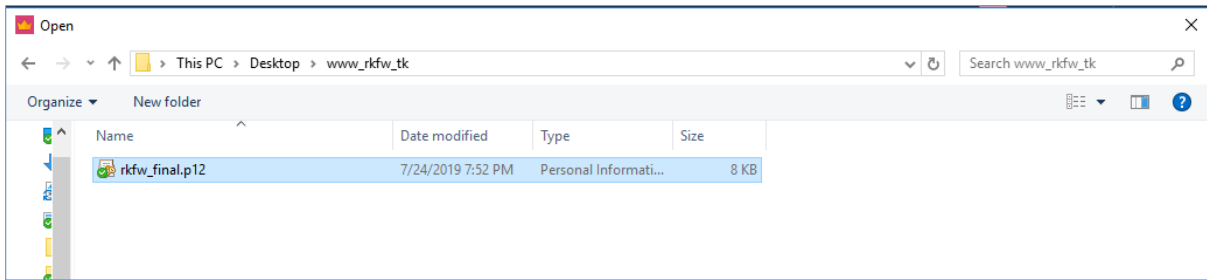 Open
This PC > Desktop > www_rkfw_tk
Search www_rkfw_tk
Organize
New folder
Name
Date modified
Type
Size
rkfw_final.p12
7/24/2019 7:52 PM
Personal Informati...
8 KB